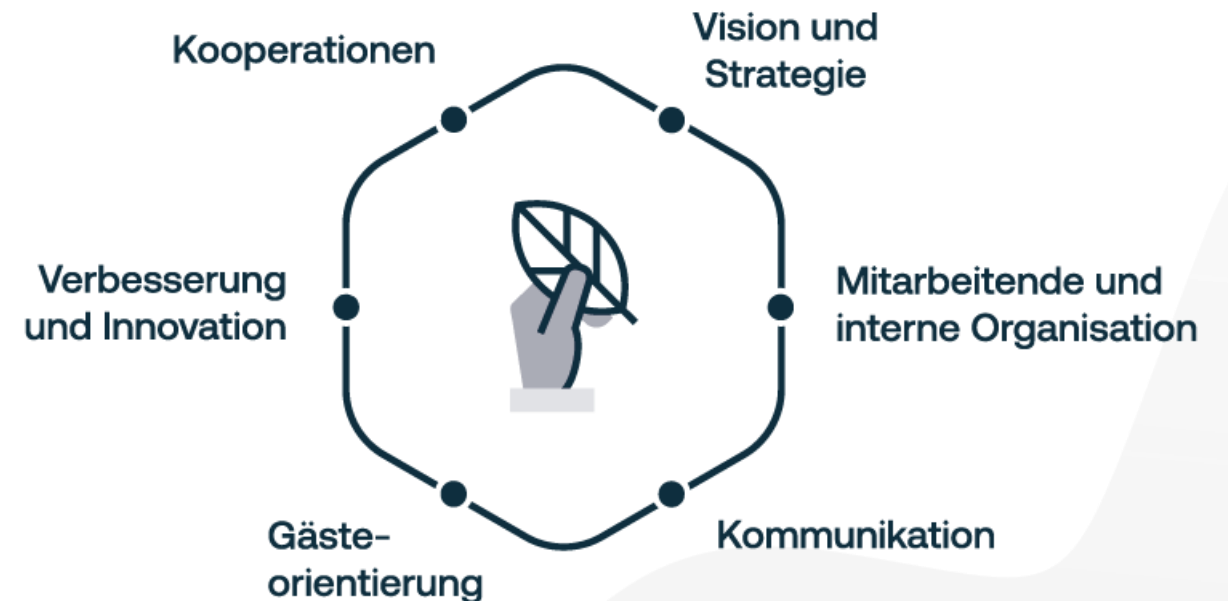 Kooperationen
Vision und
Strategie
Verbesserung
und Innovation
Mitarbeitende und
interne Organisation
Gäste-
orientierung
Kommunikation